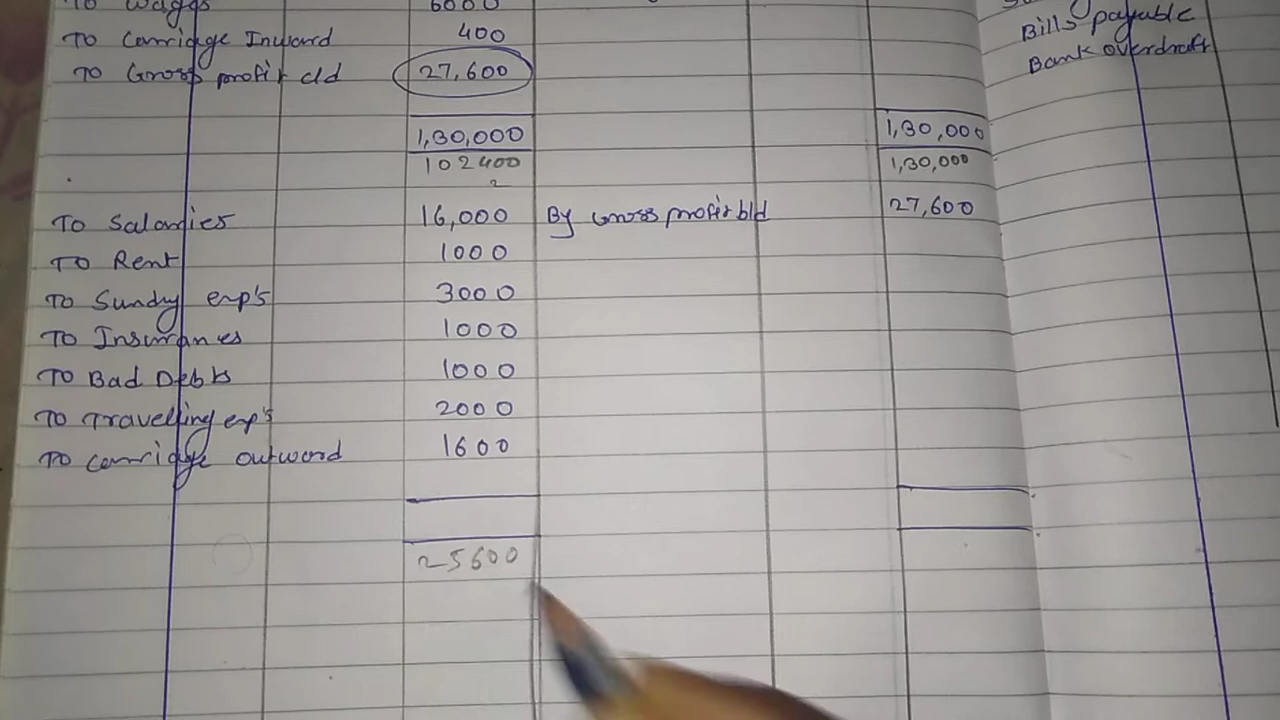 To Wages 6000
To Carriage Inward 400
To Gross profit c/d 27,600
1,30,000 1,30,000
102400 1,30,000
2
To Salaries 16,000 By Gross profit b/d 27,600
To Rent 1000
To Sundry exp's 3000
To Insurances 1000
To Bad Debts 1000
To Travelling exp's 2000
To Carriage outward 1600
25600
Bills payable
Bank overdraft